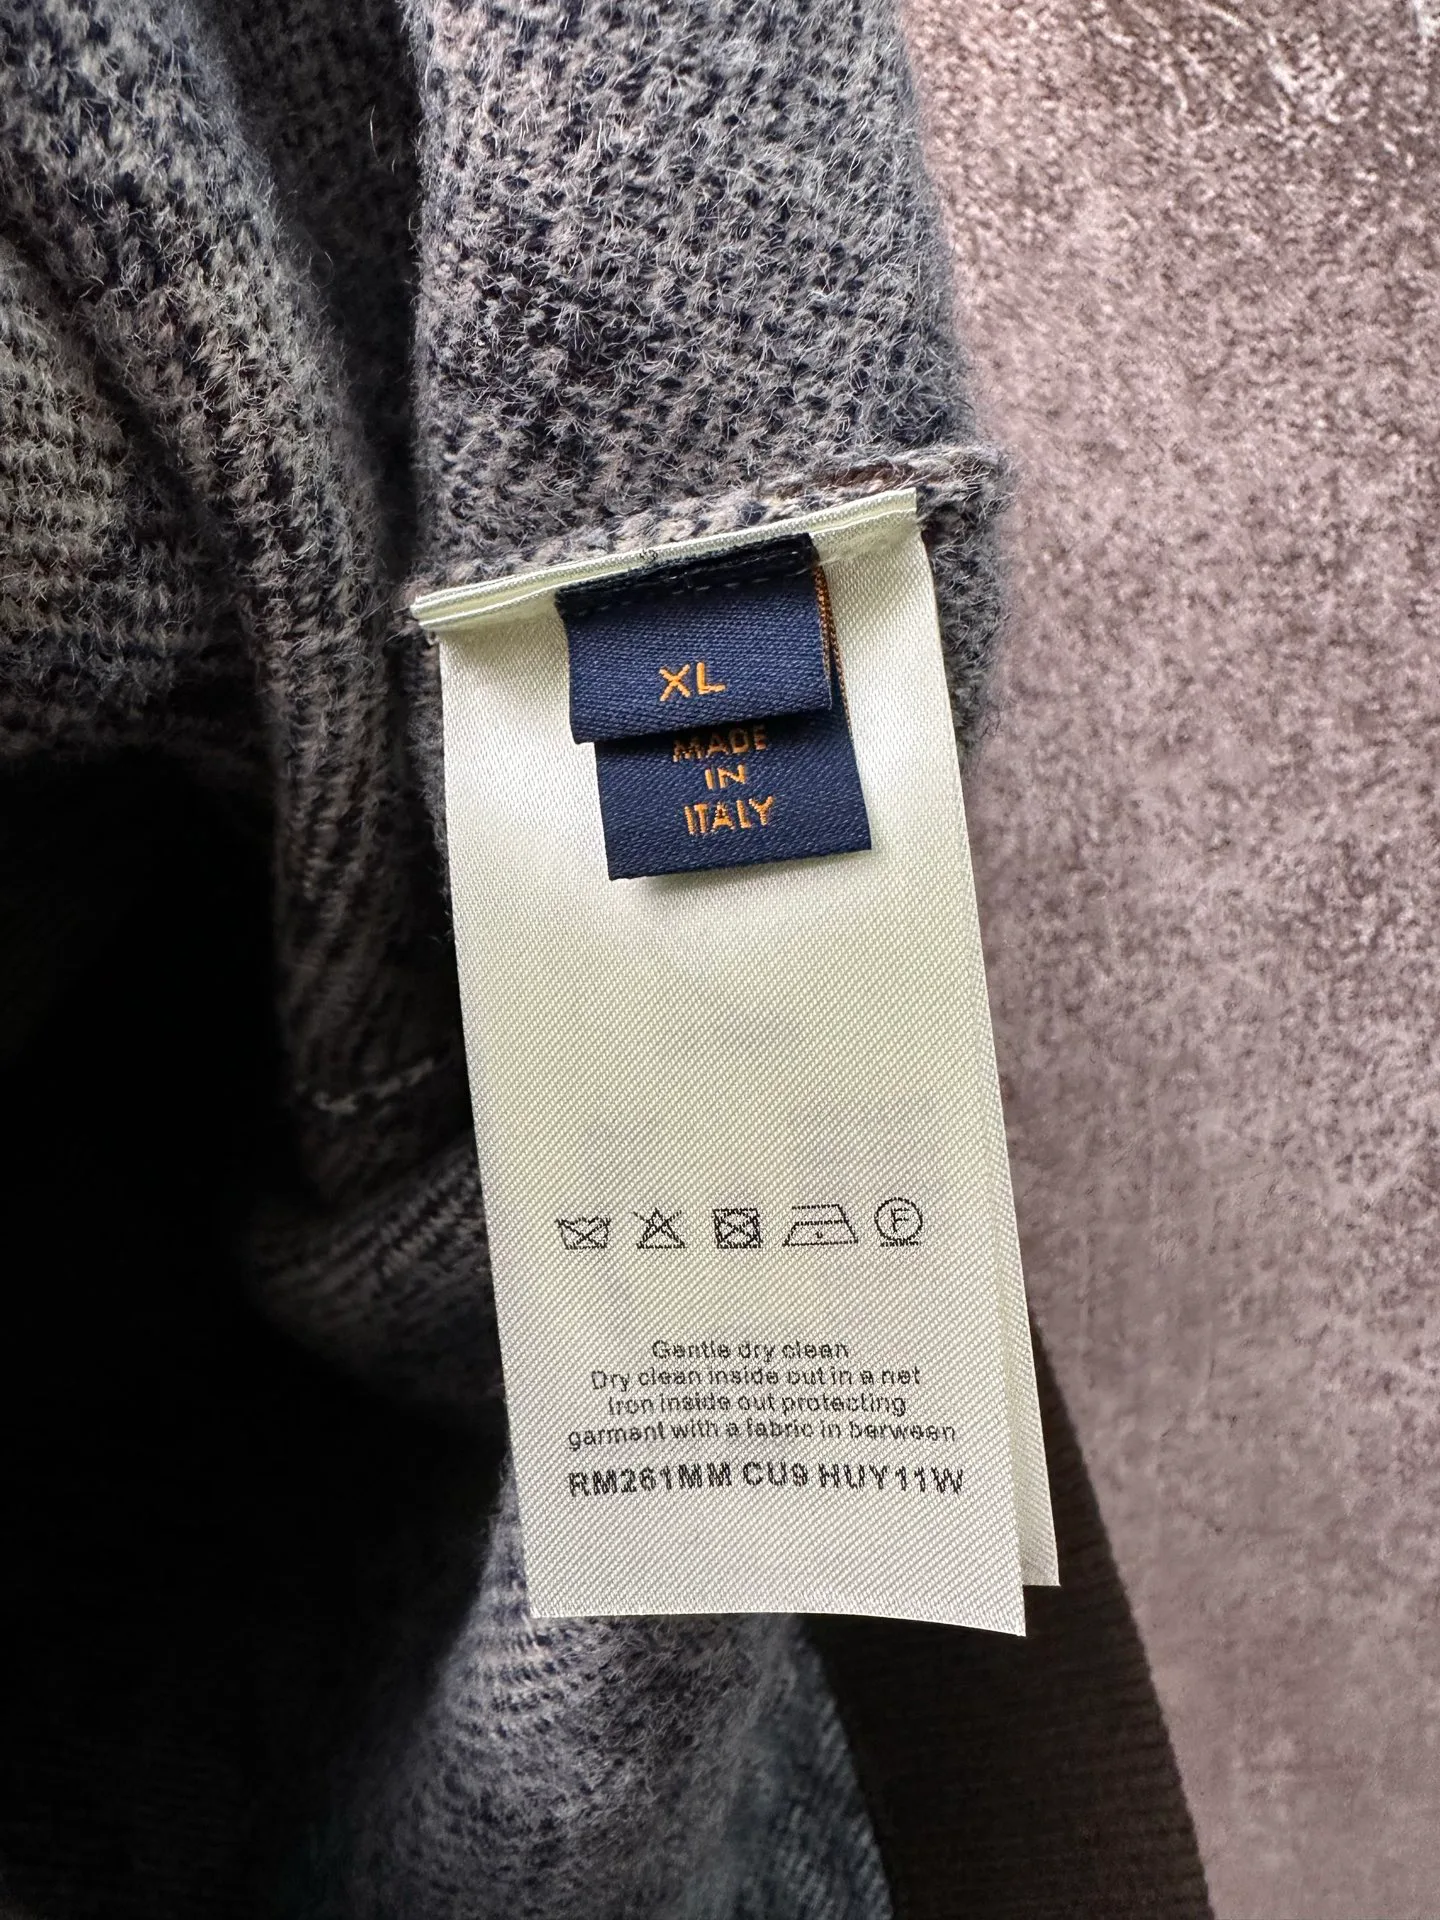 XL
MADE
IN
ITALY
F
Gentle dry clean
Dry clean inside out in a net
Iron inside out protecting
garment with a fabric in berween
RM261MM CU9 HUY11W